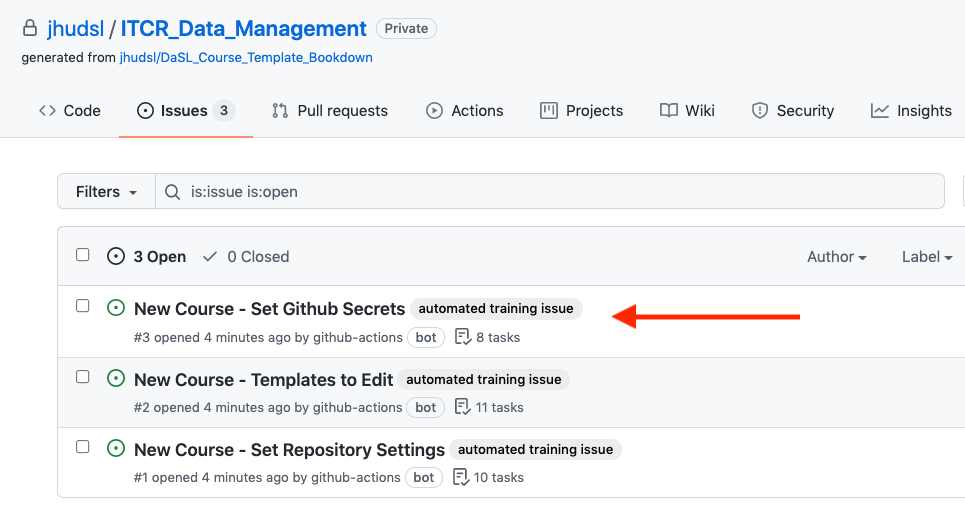 jhudsl / ITCR_Data_Management Private
generated from jhudsl/DaSL_Course_Template_Bookdown
Code Issues 3 Pull requests Actions Projects Wiki Security Insights
Filters is:issue is:open
3 Open 0 Closed Author Label
New Course - Set Github Secrets automated training issue
#3 opened 4 minutes ago by github-actions bot 8 tasks
New Course - Templates to Edit automated training issue
#2 opened 4 minutes ago by github-actions bot 11 tasks
New Course - Set Repository Settings automated training issue
#1 opened 4 minutes ago by github-actions bot 10 tasks